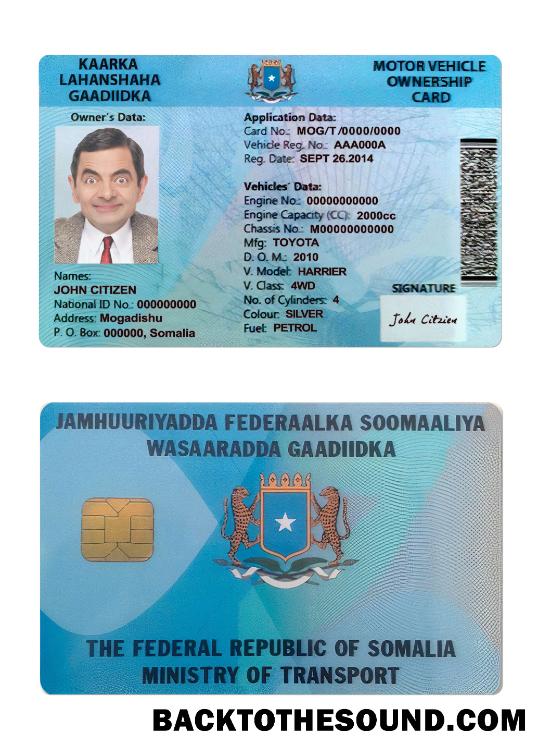 KAARKA
LAHANSHAHA
GAADIIDKA
MOTOR VEHICLE
OWNERSHIP
CARD
Owner's Data:
Names:
JOHN CITIZEN
National ID No.: 000000000
Address: Mogadishu
P. O. Box: 000000, Somalia
Application Data:
Card No.: MOG/T/0000/0000
Vehicle Reg. No.: AAA000A
Reg. Date: SEPT 26.2014
Vehicles' Data:
Engine No.: 00000000000
Engine Capacity (CC): 2000cc
Chassis No.: M00000000000
Mfg: TOYOTA
D. O. M.: 2010
V. Model: HARRIER
V. Class: 4WD
No. of Cylinders: 4
Colour: SILVER
Fuel: PETROL
SIGNATURE
John Citzien
JAMHUURIYADDA FEDERAALKA SOOMAALIYA
WASAARADDA GAADIIDKA
THE FEDERAL REPUBLIC OF SOMALIA
MINISTRY OF TRANSPORT
BACKTOTHESOUND.COM